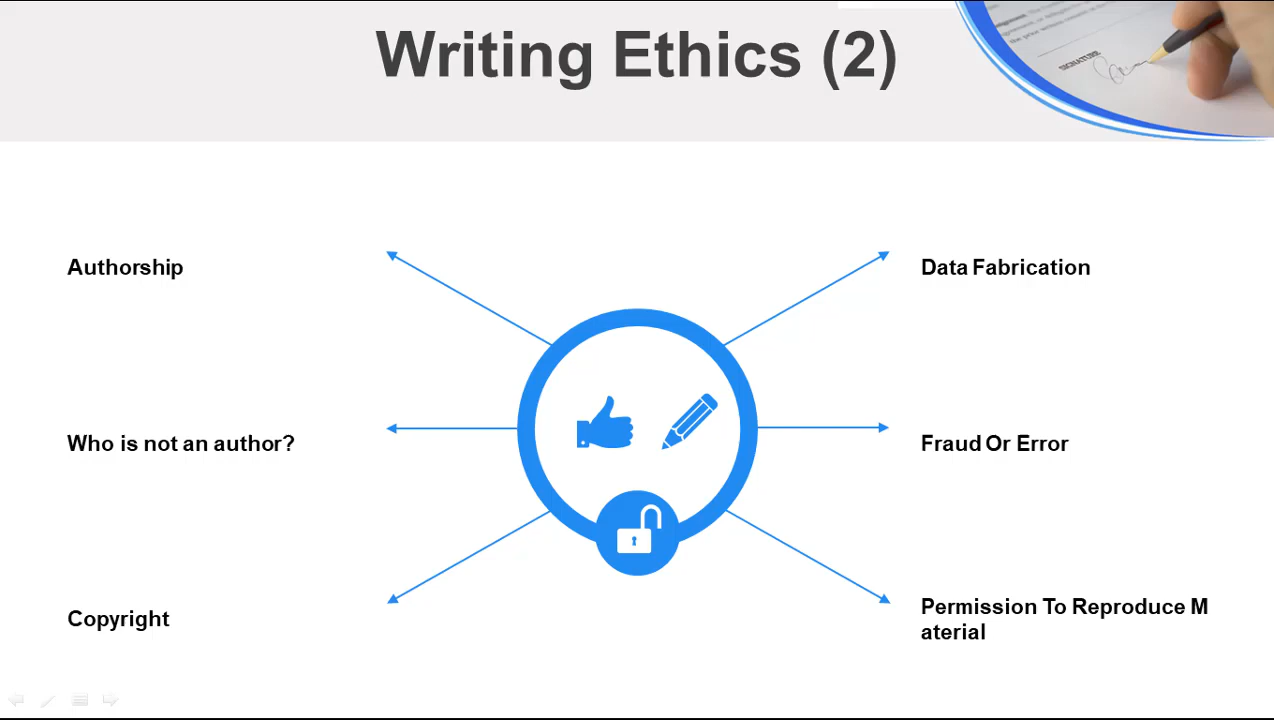 Writing Ethics (2)
SIGNATURE
Authorship
Data Fabrication
Who is not an author?
Fraud Or Error
Copyright
Permission To Reproduce M
aterial